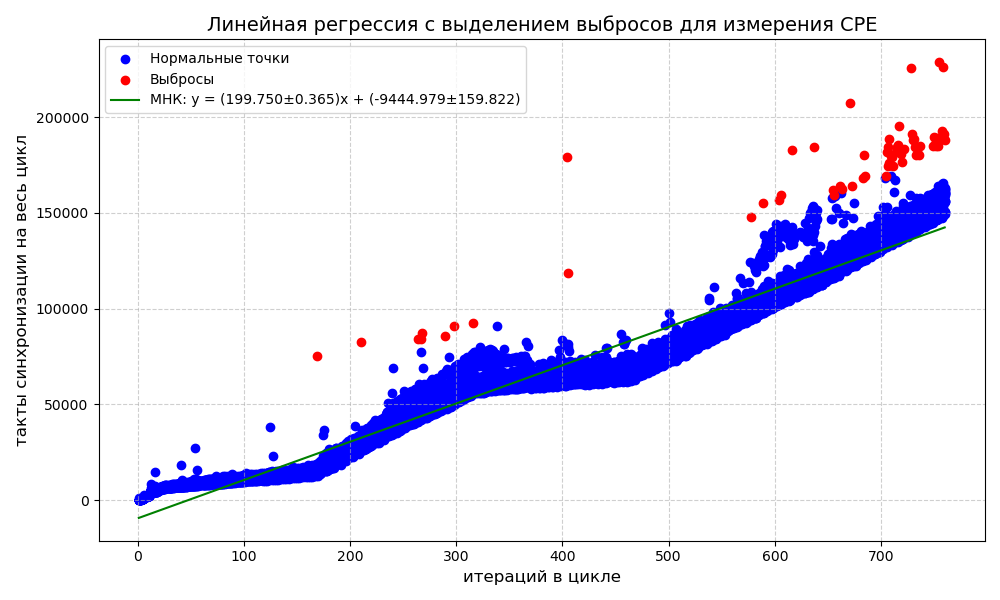 Линейная регрессия с выделением выбросов для измерения CPE
Нормальные точки
Выбросы
МНК: y = (199.750±0.365)x + (-9444.979±159.822)
такты синхронизации на весь цикл
200000
150000
100000
50000
0
0 100 200 300 400 500 600 700
итераций в цикле